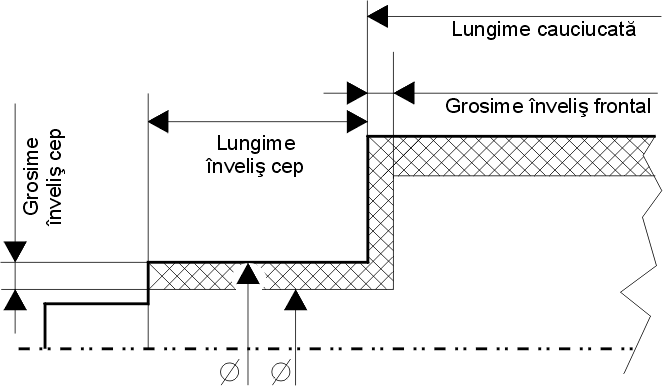 Lungime cauciucată
Grosime înveliş frontal
Lungime
înveliş cep
Grosime
înveliş cep
∅ ∅